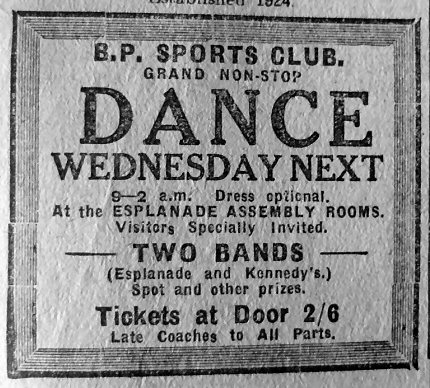 Established 1924.
B.P. SPORTS CLUB.
GRAND NON-STOP
DANCE
WEDNESDAY NEXT
9—2 a.m. Dress optional.
At the ESPLANADE ASSEMBLY ROOMS.
Visitors Specially Invited.
— TWO BANDS —
(Esplanade and Kennedy's.)
Spot and other prizes.
Tickets at Door 2/6
Late Coaches to All Parts.